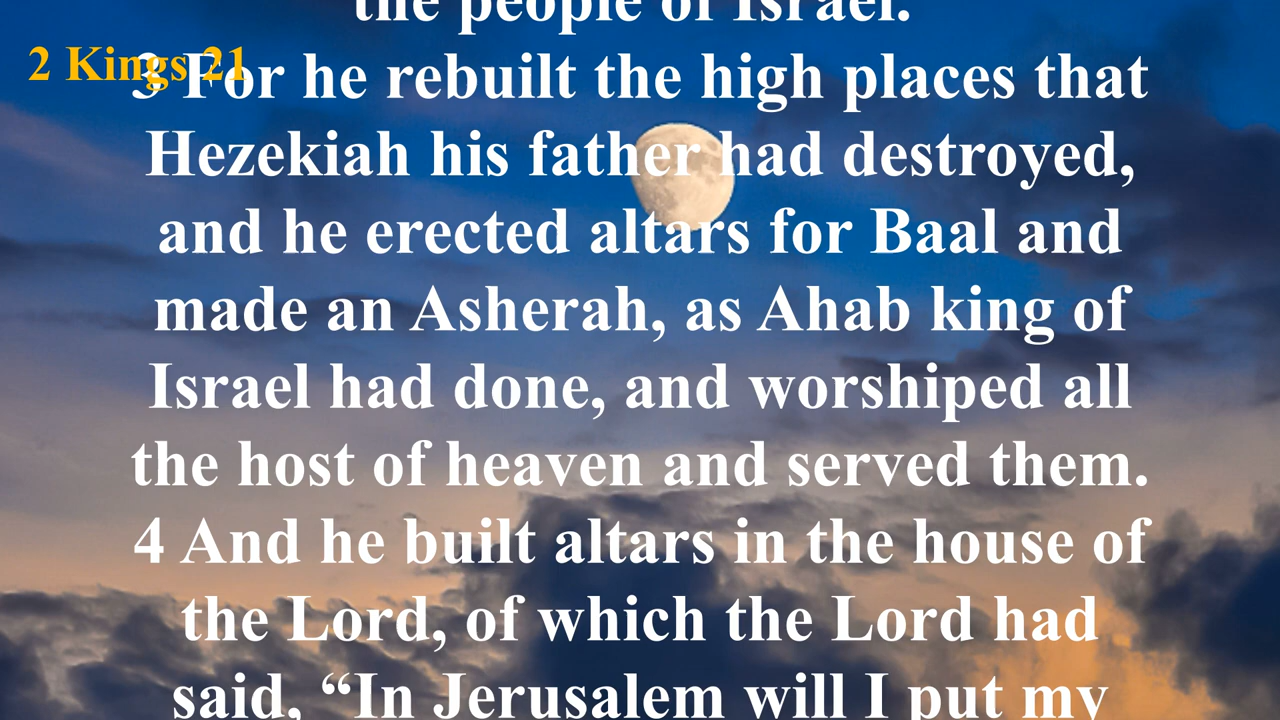 the people of Israel.
2 Kings 21
3 For he rebuilt the high places that
Hezekiah his father had destroyed,
and he erected altars for Baal and
made an Asherah, as Ahab king of
Israel had done, and worshiped all
the host of heaven and served them.
4 And he built altars in the house of
the Lord, of which the Lord had
said, “In Jerusalem will I put my